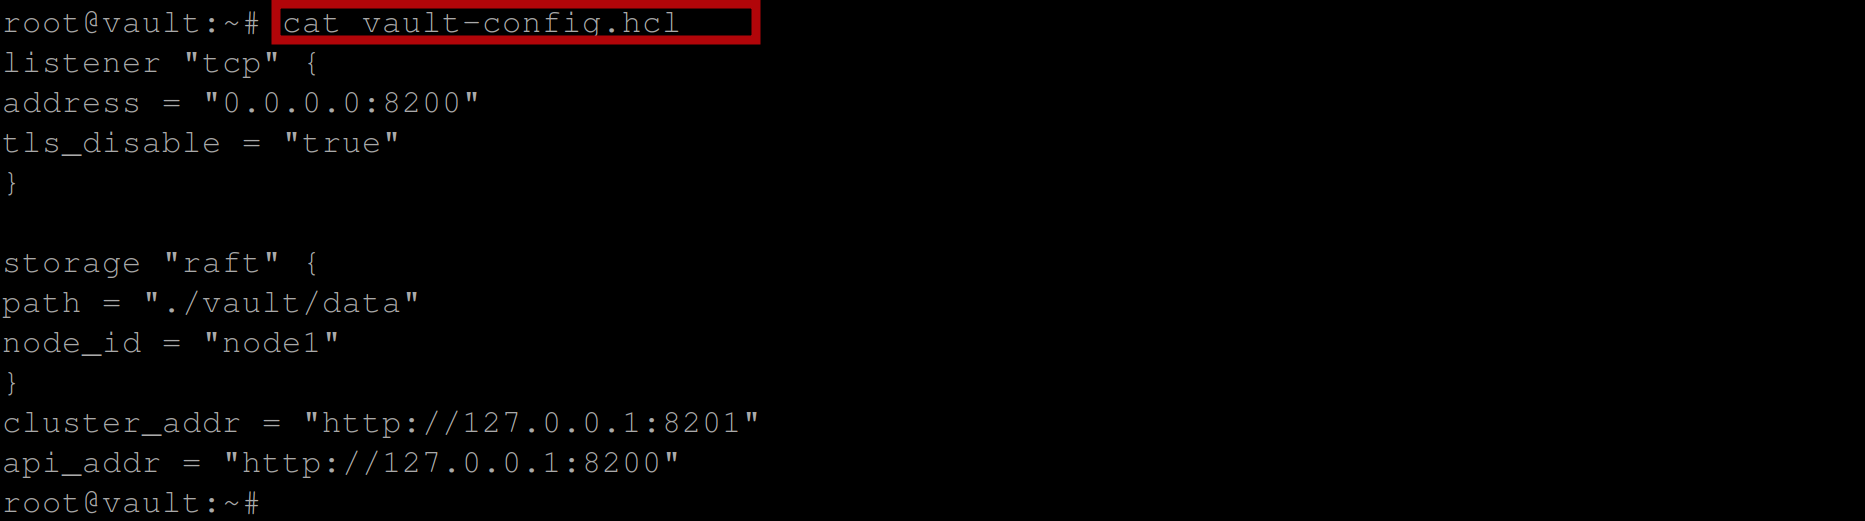 root@vault:~# cat vault-config.hcl
listener "tcp" {
address = "0.0.0.0:8200"
tls_disable = "true"
}
storage "raft" {
path = "./vault/data"
node_id = "node1"
}
cluster_addr = "http://127.0.0.1:8201"
api_addr = "http://127.0.0.1:8200"
root@vault:~#